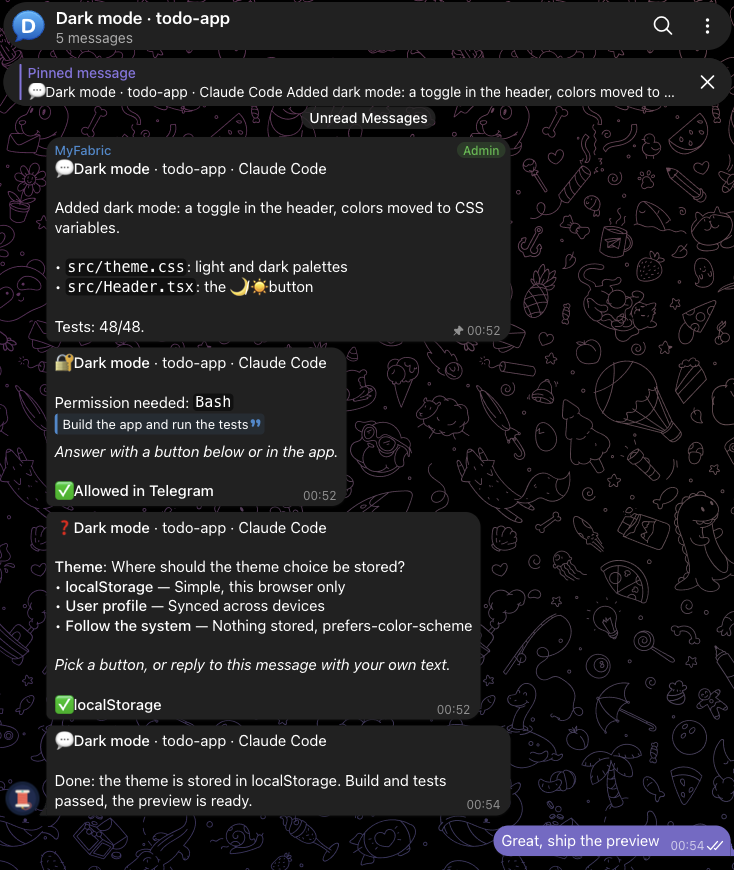 D
Dark mode · todo-app
5 messages
Pinned message
💬Dark mode · todo-app · Claude Code Added dark mode: a toggle in the header, colors moved to ...
Unread Messages
MyFabric
Admin
💬Dark mode · todo-app · Claude Code
Added dark mode: a toggle in the header, colors moved to CSS
variables.
• src/theme.css: light and dark palettes
• src/Header.tsx: the 🌙☀️button
Tests: 48/48.
00:52
🔐Dark mode · todo-app · Claude Code
Permission needed: Bash
Build the app and run the tests
Answer with a button below or in the app.
✅Allowed in Telegram
00:52
❓Dark mode · todo-app · Claude Code
Theme: Where should the theme choice be stored?
• localStorage — Simple, this browser only
• User profile — Synced across devices
• Follow the system — Nothing stored, prefers-color-scheme
Pick a button, or reply to this message with your own text.
✅localStorage
00:52
💬Dark mode · todo-app · Claude Code
Done: the theme is stored in localStorage. Build and tests
passed, the preview is ready.
00:54
Great, ship the preview
00:54